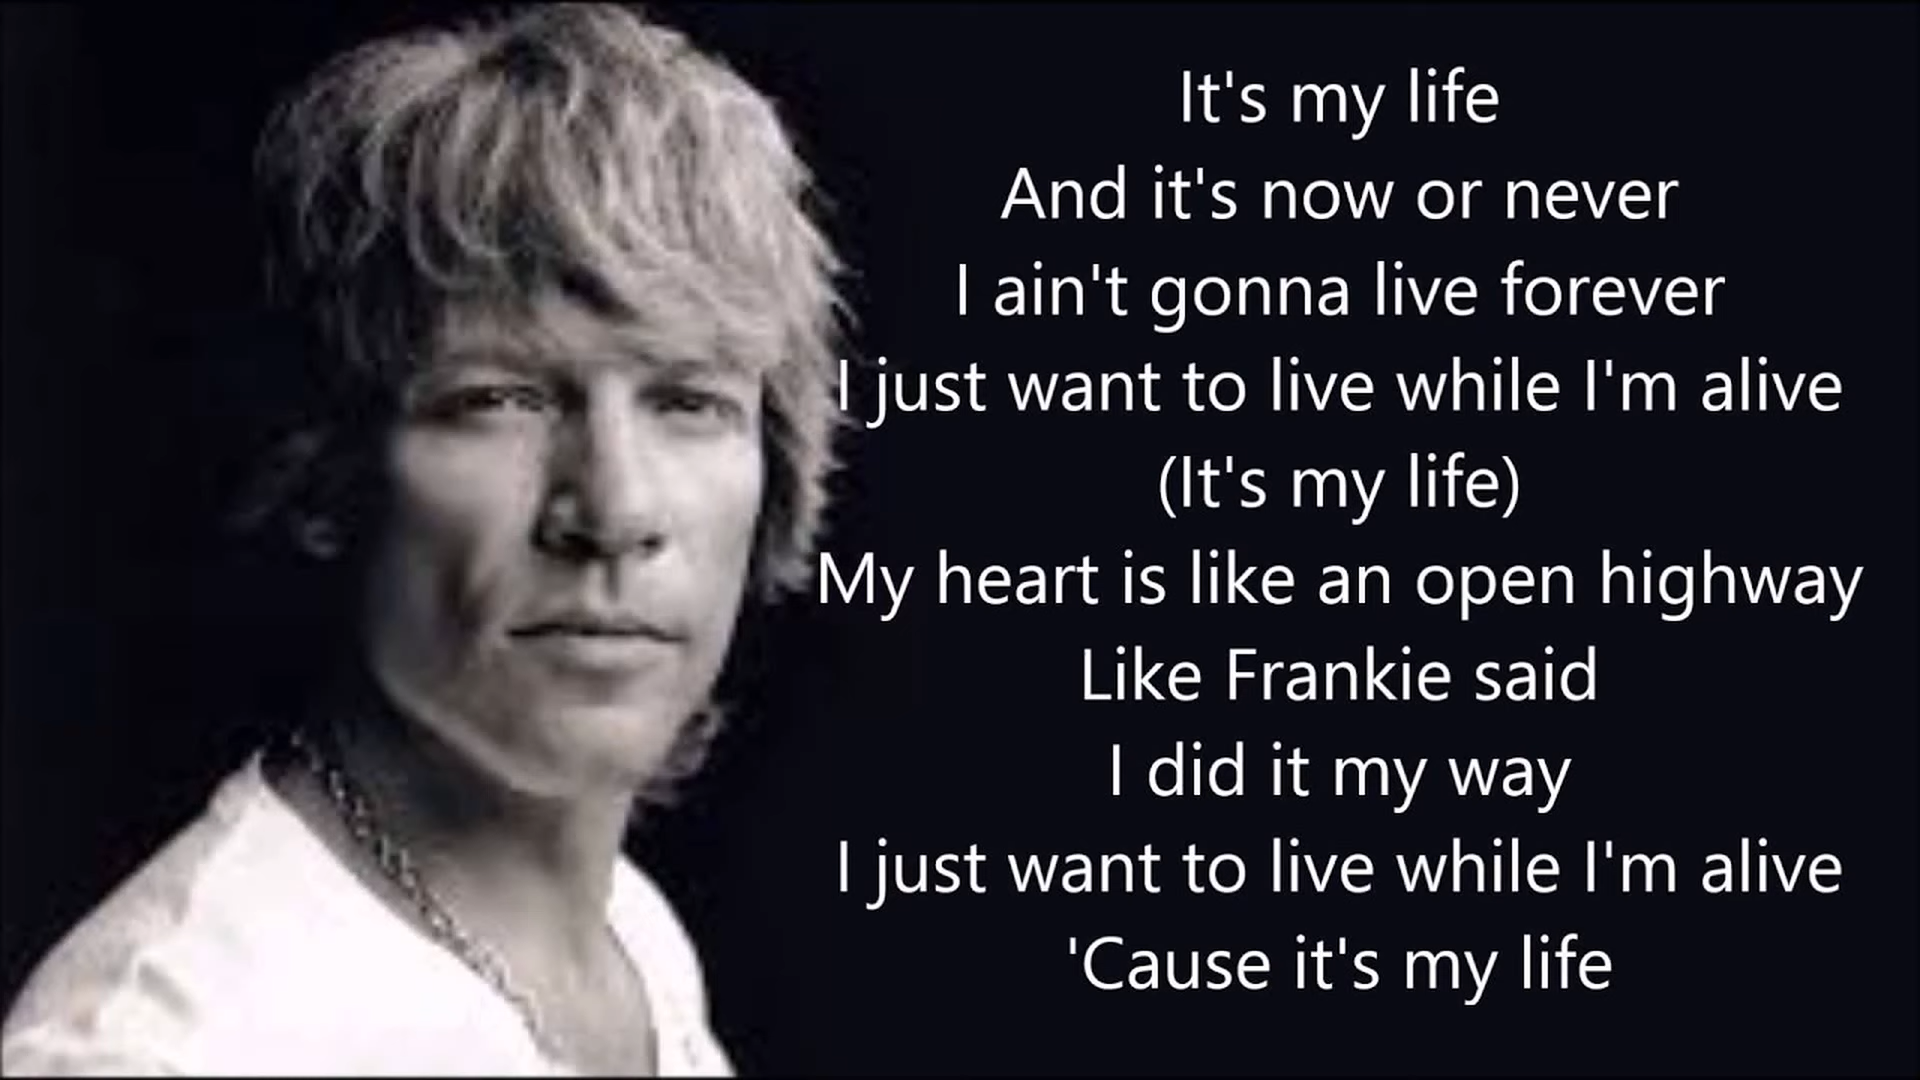 It's my life
And it's now or never
I ain't gonna live forever
I just want to live while I'm alive
(It's my life)
My heart is like an open highway
Like Frankie said
I did it my way
I just want to live while I'm alive
'Cause it's my life